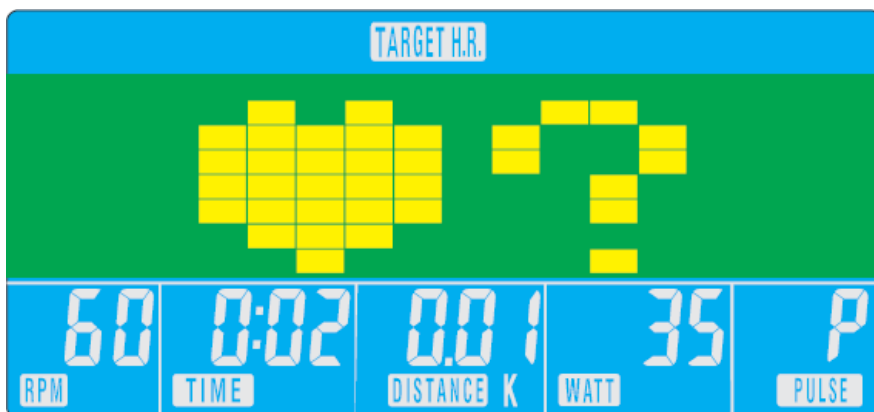 TARGET H.R.
?
60 0:02 0.01 35 P
RPM TIME DISTANCE K WATT PULSE